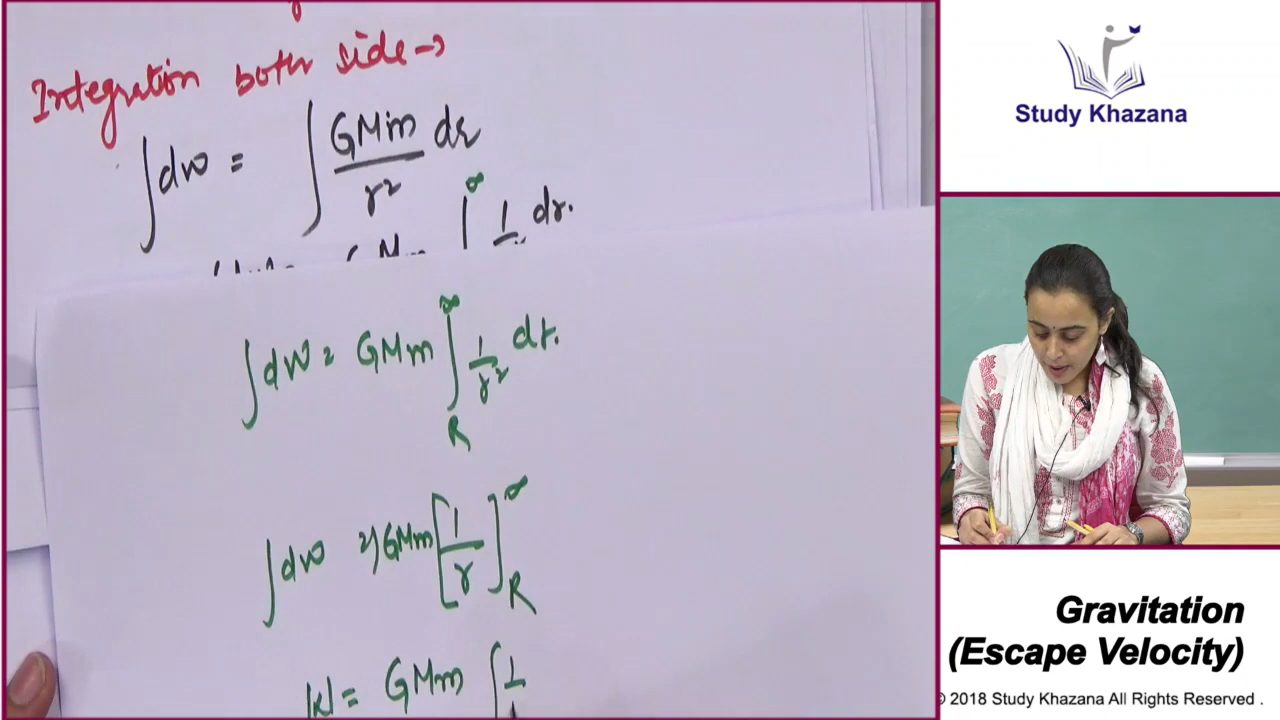 Integration both side →
∫dw = ∫ GMm/r² dr
∞ ∫ 1/ dr.
∫dw = GMm ∫_R^∞ 1/r² dr.
∫dw = GMm [1/r]_R^∞
W = GMm [1
Study Khazana
Gravitation
(Escape Velocity)
© 2018 Study Khazana All Rights Reserved .